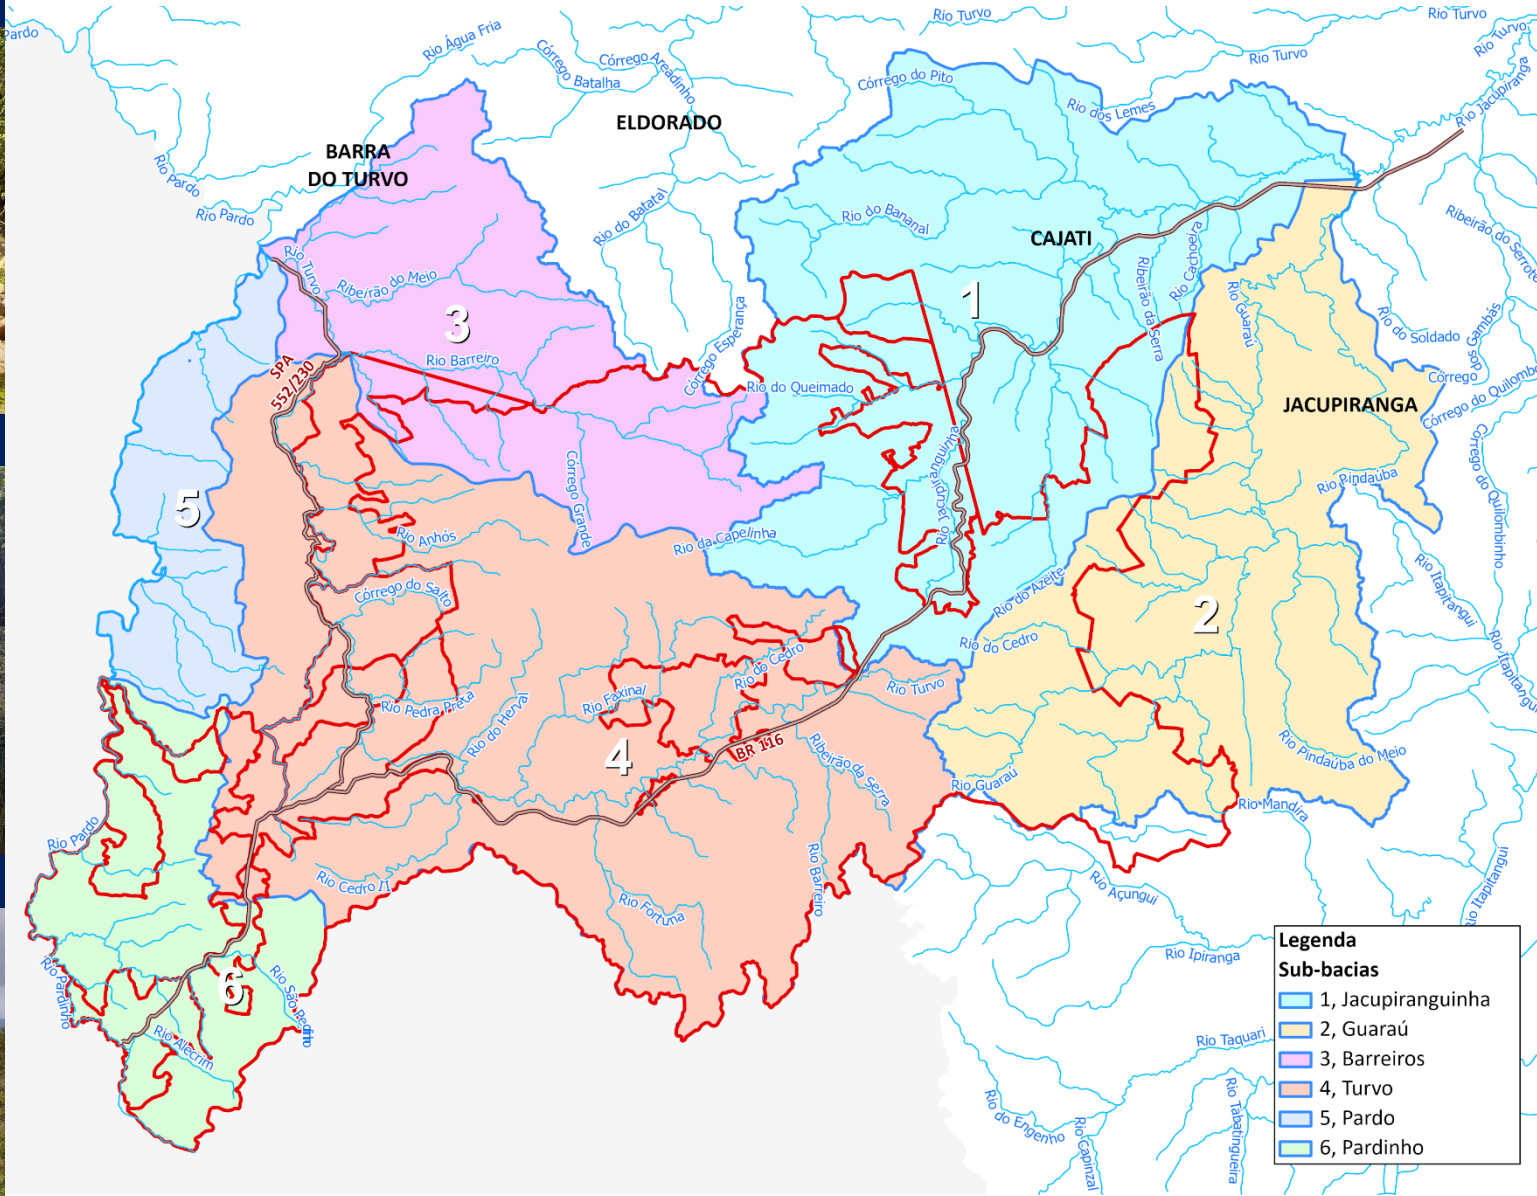 Pardo
Rio Turvo
Rio Turvo
Rio Turvo
Rio Água Fria
Córrego Batalha
Córrego Areadinho
Rio Turvo
Córrego do Pito
Rio dos Lemes
Rio Jacupiranga
ELDORADO
BARRA
DO TURVO
Rio Pardo
Rio Pardo
Rio do Batatal
Rio do Bananal
CAJATI
Ribeirão da Serra
Rio Cachoeira
Ribeirão do Serrote
Rio Turvo
Ribeirão do Meio
3
1
Rio Guaraú
Rio do Soldado
Córrego dos Gambás
Córrego Esperança
Rio Barreiro
SPA
552/230
Rio do Queimado
JACUPIRANGA
Córrego do Quilombo
Rio Jacupiranguinha
Córrego Grande
Rio Pindaúba
Córrego do Quilombinho
5
Rio Anhós
Rio da Capelinha
Córrego do Salto
Rio do Azeite
Rio Itapitangui
2
Rio do Cedro
Rio Itapitangui
Rio do Cedro
Rio Turvo
Rio Pedra Preta
Rio do Herval
Rio Faxinal
4
BR 116
Ribeirão da Serra
Rio Pindaúba do Meio
Rio Guaraú
Rio Mandira
Rio Pardo
Rio Cedro II
Rio Barreiro
Rio Fortuna
Rio Açungui
Rio Itapitangui
Rio Ipiranga
Rio Pardinho
6
Rio São Pedrinho
Rio Alecrim
Rio Taquari
Rio do Engenho
Rio Capinzal
Rio Tabatingueira
Legenda
Sub-bacias
1, Jacupiranguinha
2, Guaraú
3, Barreiros
4, Turvo
5, Pardo
6, Pardinho